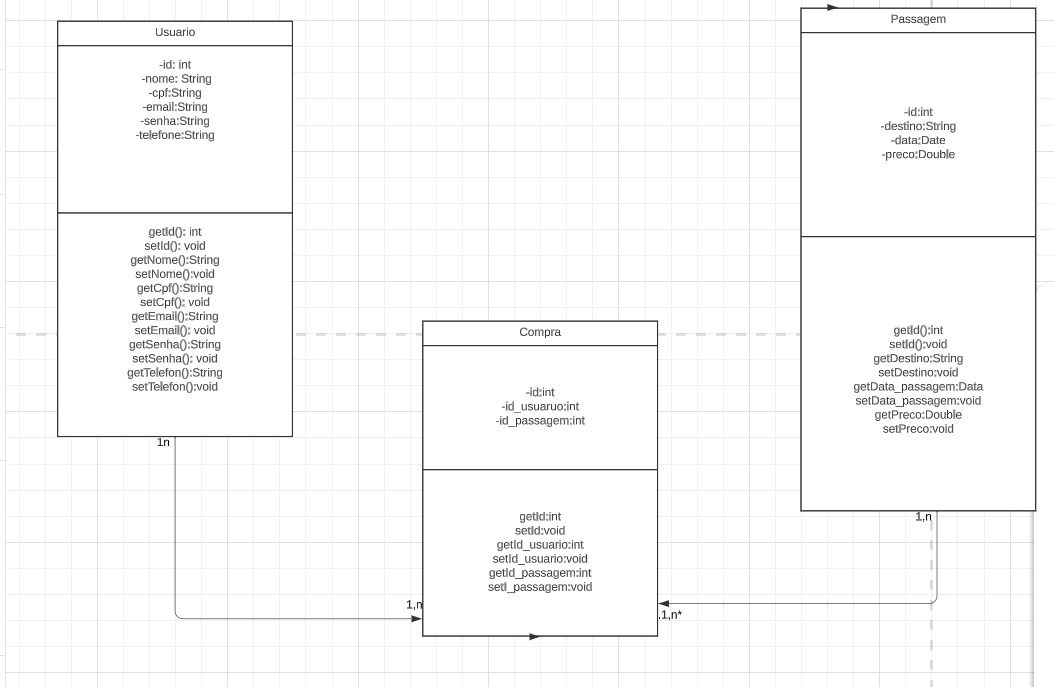 Usuario
-id: int
-nome: String
-cpf:String
-email:String
-senha:String
-telefone:String
getId(): int
setId(): void
getNome():String
setNome():void
getCpf():String
setCpf(): void
getEmail():String
setEmail(): void
getSenha():String
setSenha(): void
getTelefon():String
setTelefon():void
1n
Compra
-id:int
-id_usuaruo:int
-id_passagem:int
getId:int
setId:void
getId_usuario:int
setId_usuario:void
getId_passagem:int
setI_passagem:void
1,n
.1,n*
Passagem
-id:int
-destino:String
-data:Date
-preco:Double
getId():int
setId():void
getDestino:String
setDestino:void
getData_passagem:Data
setData_passagem:void
getPreco:Double
setPreco:void
1,n